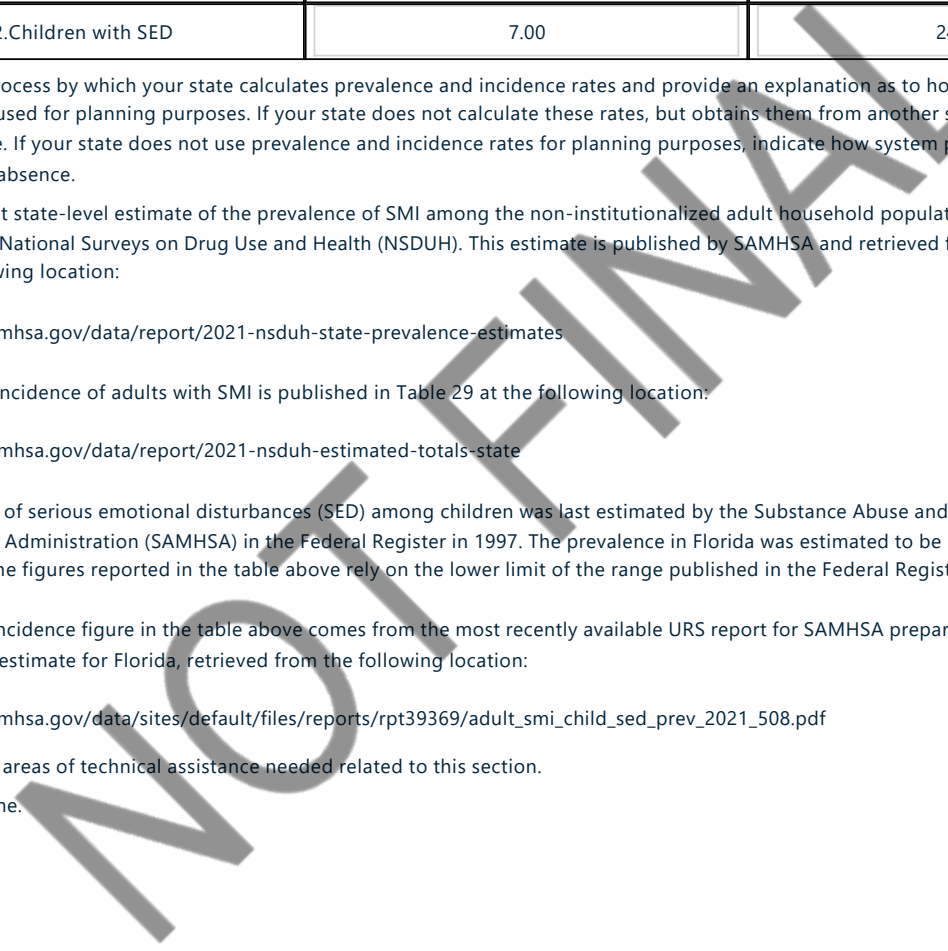 2.Children with SED 7.00 24
ocess by which your state calculates prevalence and incidence rates and provide an explanation as to ho
used for planning purposes. If your state does not calculate these rates, but obtains them from another s
e. If your state does not use prevalence and incidence rates for planning purposes, indicate how system p
absence.
t state-level estimate of the prevalence of SMI among the non-institutionalized adult household populat
National Surveys on Drug Use and Health (NSDUH). This estimate is published by SAMHSA and retrieved f
wing location:
mhsa.gov/data/report/2021-nsduh-state-prevalence-estimates
ncidence of adults with SMI is published in Table 29 at the following location:
mhsa.gov/data/report/2021-nsduh-estimated-totals-state
of serious emotional disturbances (SED) among children was last estimated by the Substance Abuse and
Administration (SAMHSA) in the Federal Register in 1997. The prevalence in Florida was estimated to be
he figures reported in the table above rely on the lower limit of the range published in the Federal Regist
ncidence figure in the table above comes from the most recently available URS report for SAMHSA prepar
estimate for Florida, retrieved from the following location:
mhsa.gov/data/sites/default/files/reports/rpt39369/adult_smi_child_sed_prev_2021_508.pdf
areas of technical assistance needed related to this section.
ne.
NOT FINAL